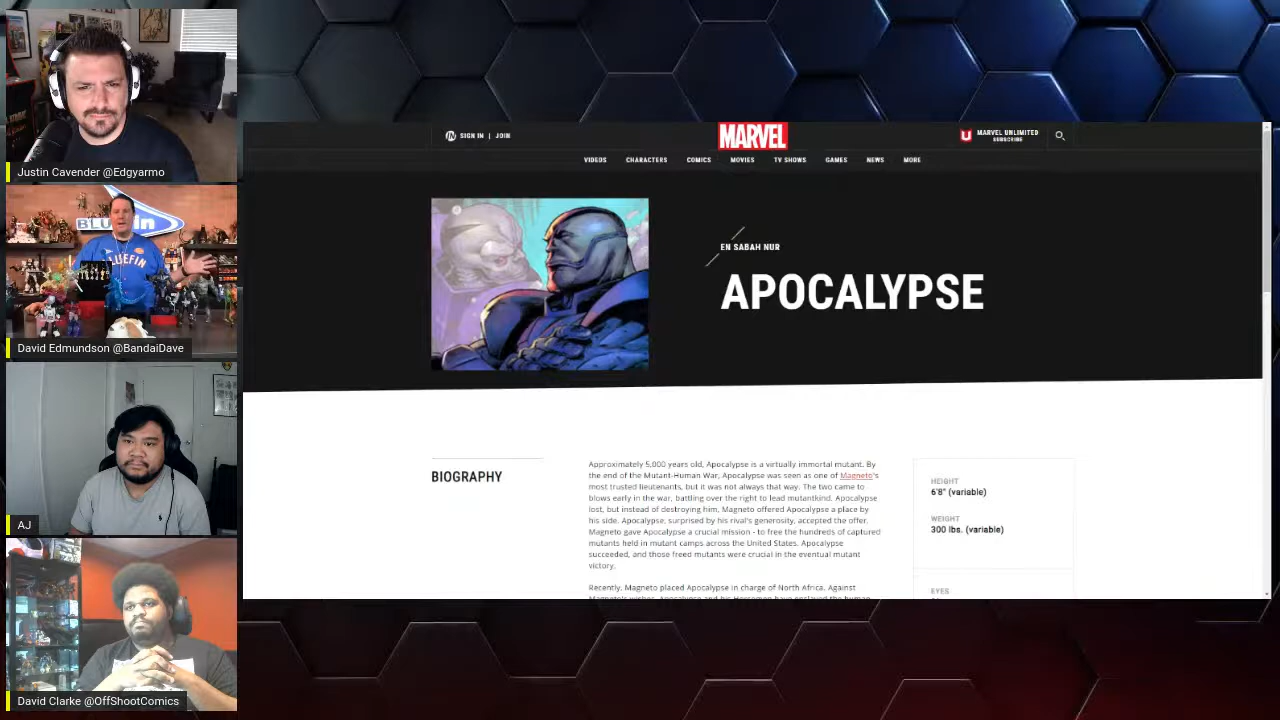 Justin Cavender @Edgyarmo
David Edmundson @BandaiDave
AJ
David Clarke @OffShootComics
LUEFIN
SIGN IN | JOIN
MARVEL
MARVEL UNLIMITED
SUBSCRIBE
VIDEOS CHARACTERS COMICS MOVIES TV SHOWS GAMES NEWS MORE
EN SABAH NUR
APOCALYPSE
BIOGRAPHY
Approximately 5,000 years old, Apocalypse is a virtually immortal mutant. By
the end of the Mutant-Human War, Apocalypse was seen as one of Magneto's
most trusted lieutenants, but it was not always that way. The two came to
blows early in the war, battling over the right to lead mutantkind. Apocalypse
lost, but instead of destroying him, Magneto offered Apocalypse a place by
his side. Apocalypse, surprised by his rival's generosity, accepted the offer.
Magneto gave Apocalypse a crucial mission - to free the hundreds of captured
mutants held in mutant camps across the United States. Apocalypse
succeeded, and those freed mutants were crucial in the eventual mutant
victory.
Recently, Magneto placed Apocalypse in charge of North Africa. Against
HEIGHT
6'8" (variable)
WEIGHT
300 lbs. (variable)
EYES